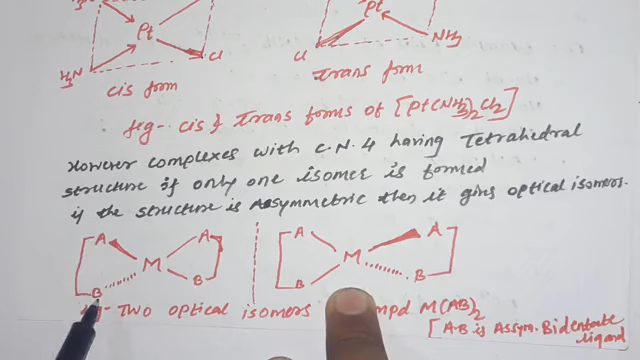 H₃N
Pt
Pt
H₃N
Cl
Cl
NH₃
cis form
Trans form
fig- cis & Trans forms of [Pt(NH₃)₂Cl₂]
However complexes with C.N. 4 having Tetrahedral
structure if only one isomer is formed
if the structure is Assymmetric then it gives optical isomers.
A A A A
M M
B B B B
Two optical isomers mpd M(AB)₂
[AB is Assym. Bidentate
ligand